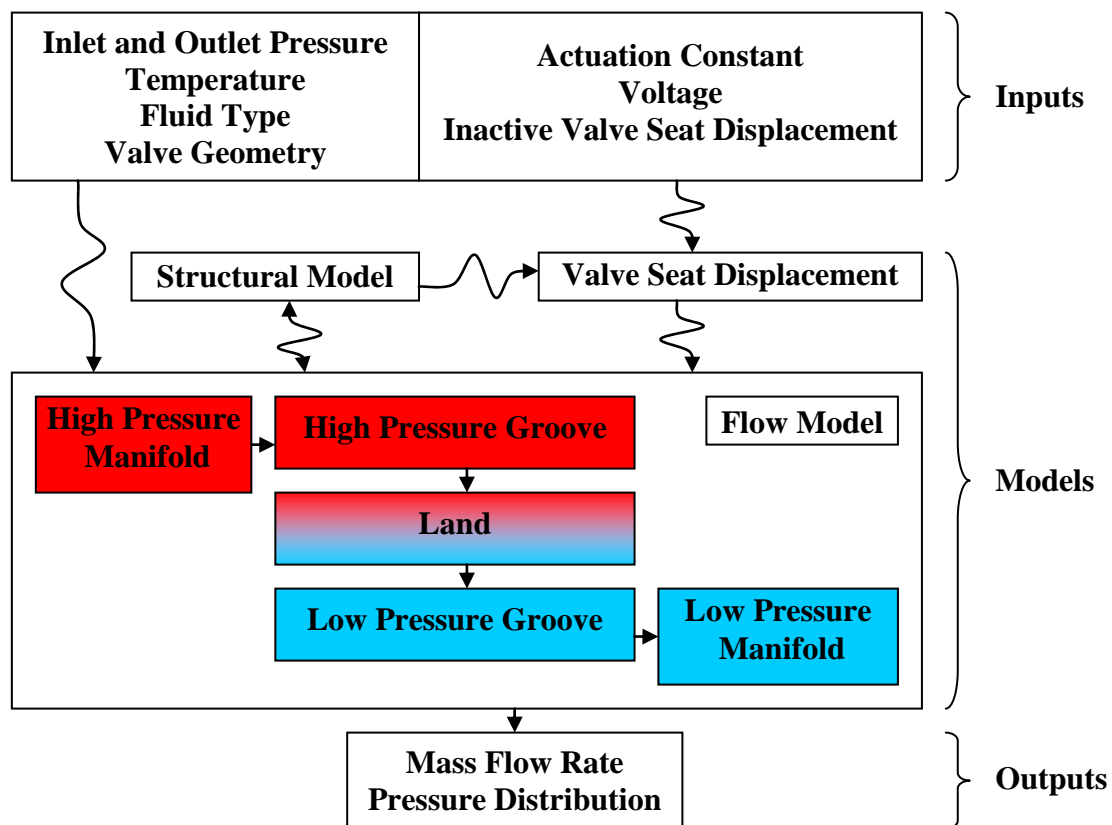 Inlet and Outlet Pressure
Temperature
Fluid Type
Valve Geometry
Actuation Constant
Voltage
Inactive Valve Seat Displacement
Inputs
Structural Model
Valve Seat Displacement
High Pressure
Manifold
High Pressure Groove
Flow Model
Land
Low Pressure Groove
Low Pressure
Manifold
Models
Mass Flow Rate
Pressure Distribution
Outputs